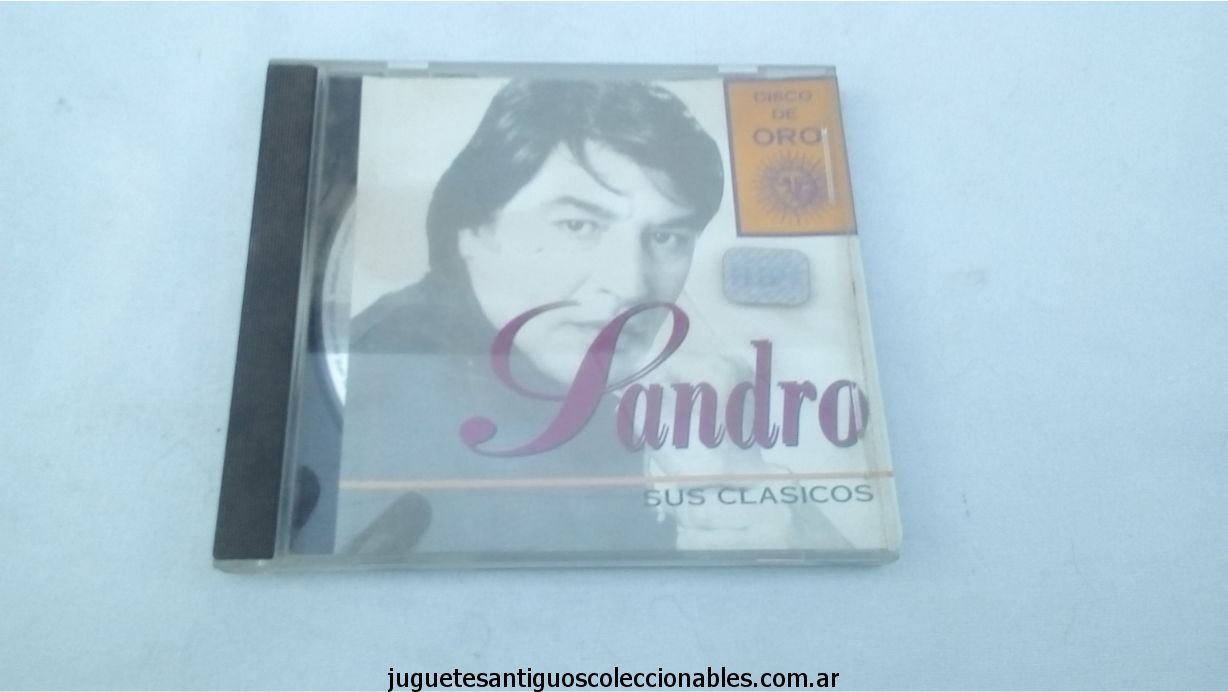 DISCO
DE
ORO
Sandro
SUS CLASICOS
juguetesantiguoscoleccionables.com.ar